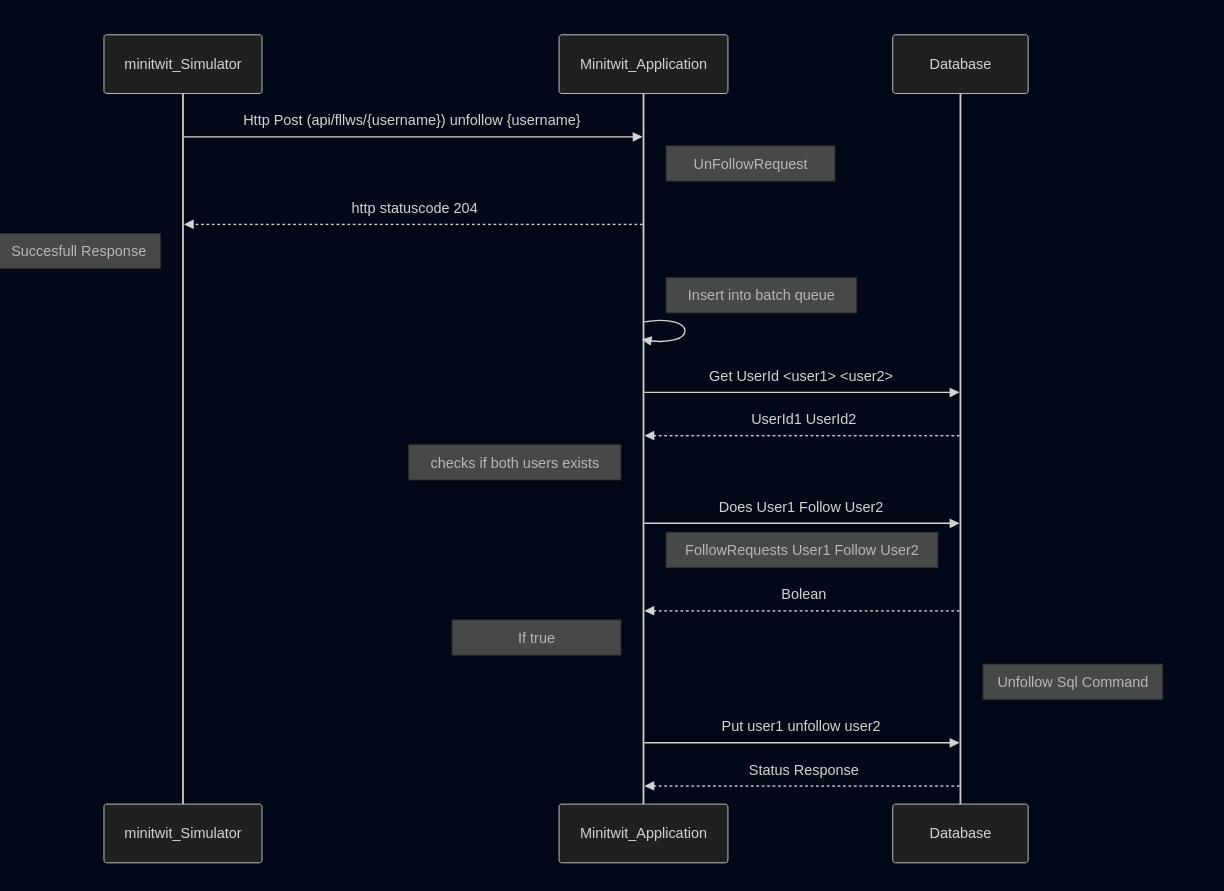 minitwit_Simulator
Minitwit_Application
Database
Http Post (api/fllws/{username}) unfollow {username}
UnFollowRequest
http statuscode 204
Succesfull Response
Insert into batch queue
Get UserId <user1> <user2>
UserId1 UserId2
checks if both users exists
Does User1 Follow User2
FollowRequests User1 Follow User2
Bolean
If true
Unfollow Sql Command
Put user1 unfollow user2
Status Response
minitwit_Simulator
Minitwit_Application
Database